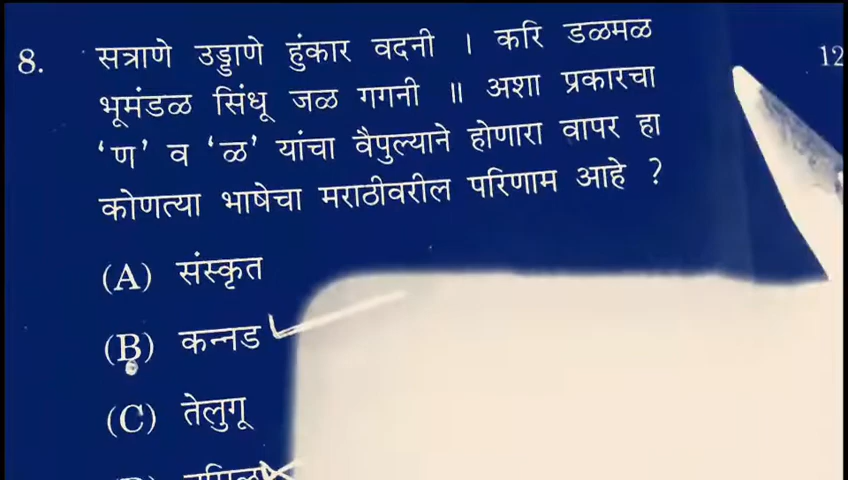 8. सत्राणे उड्डाणे हुंकार वदनी । करि डळमळ 12
भूमंडळ सिंधू जळ गगनी ॥ अशा प्रकारचा
‘ण’ व ‘ळ’ यांचा वैपुल्याने होणारा वापर हा
कोणत्या भाषेचा मराठीवरील परिणाम आहे ?
(A) संस्कृत
(B) कन्नड
(C) तेलुगू